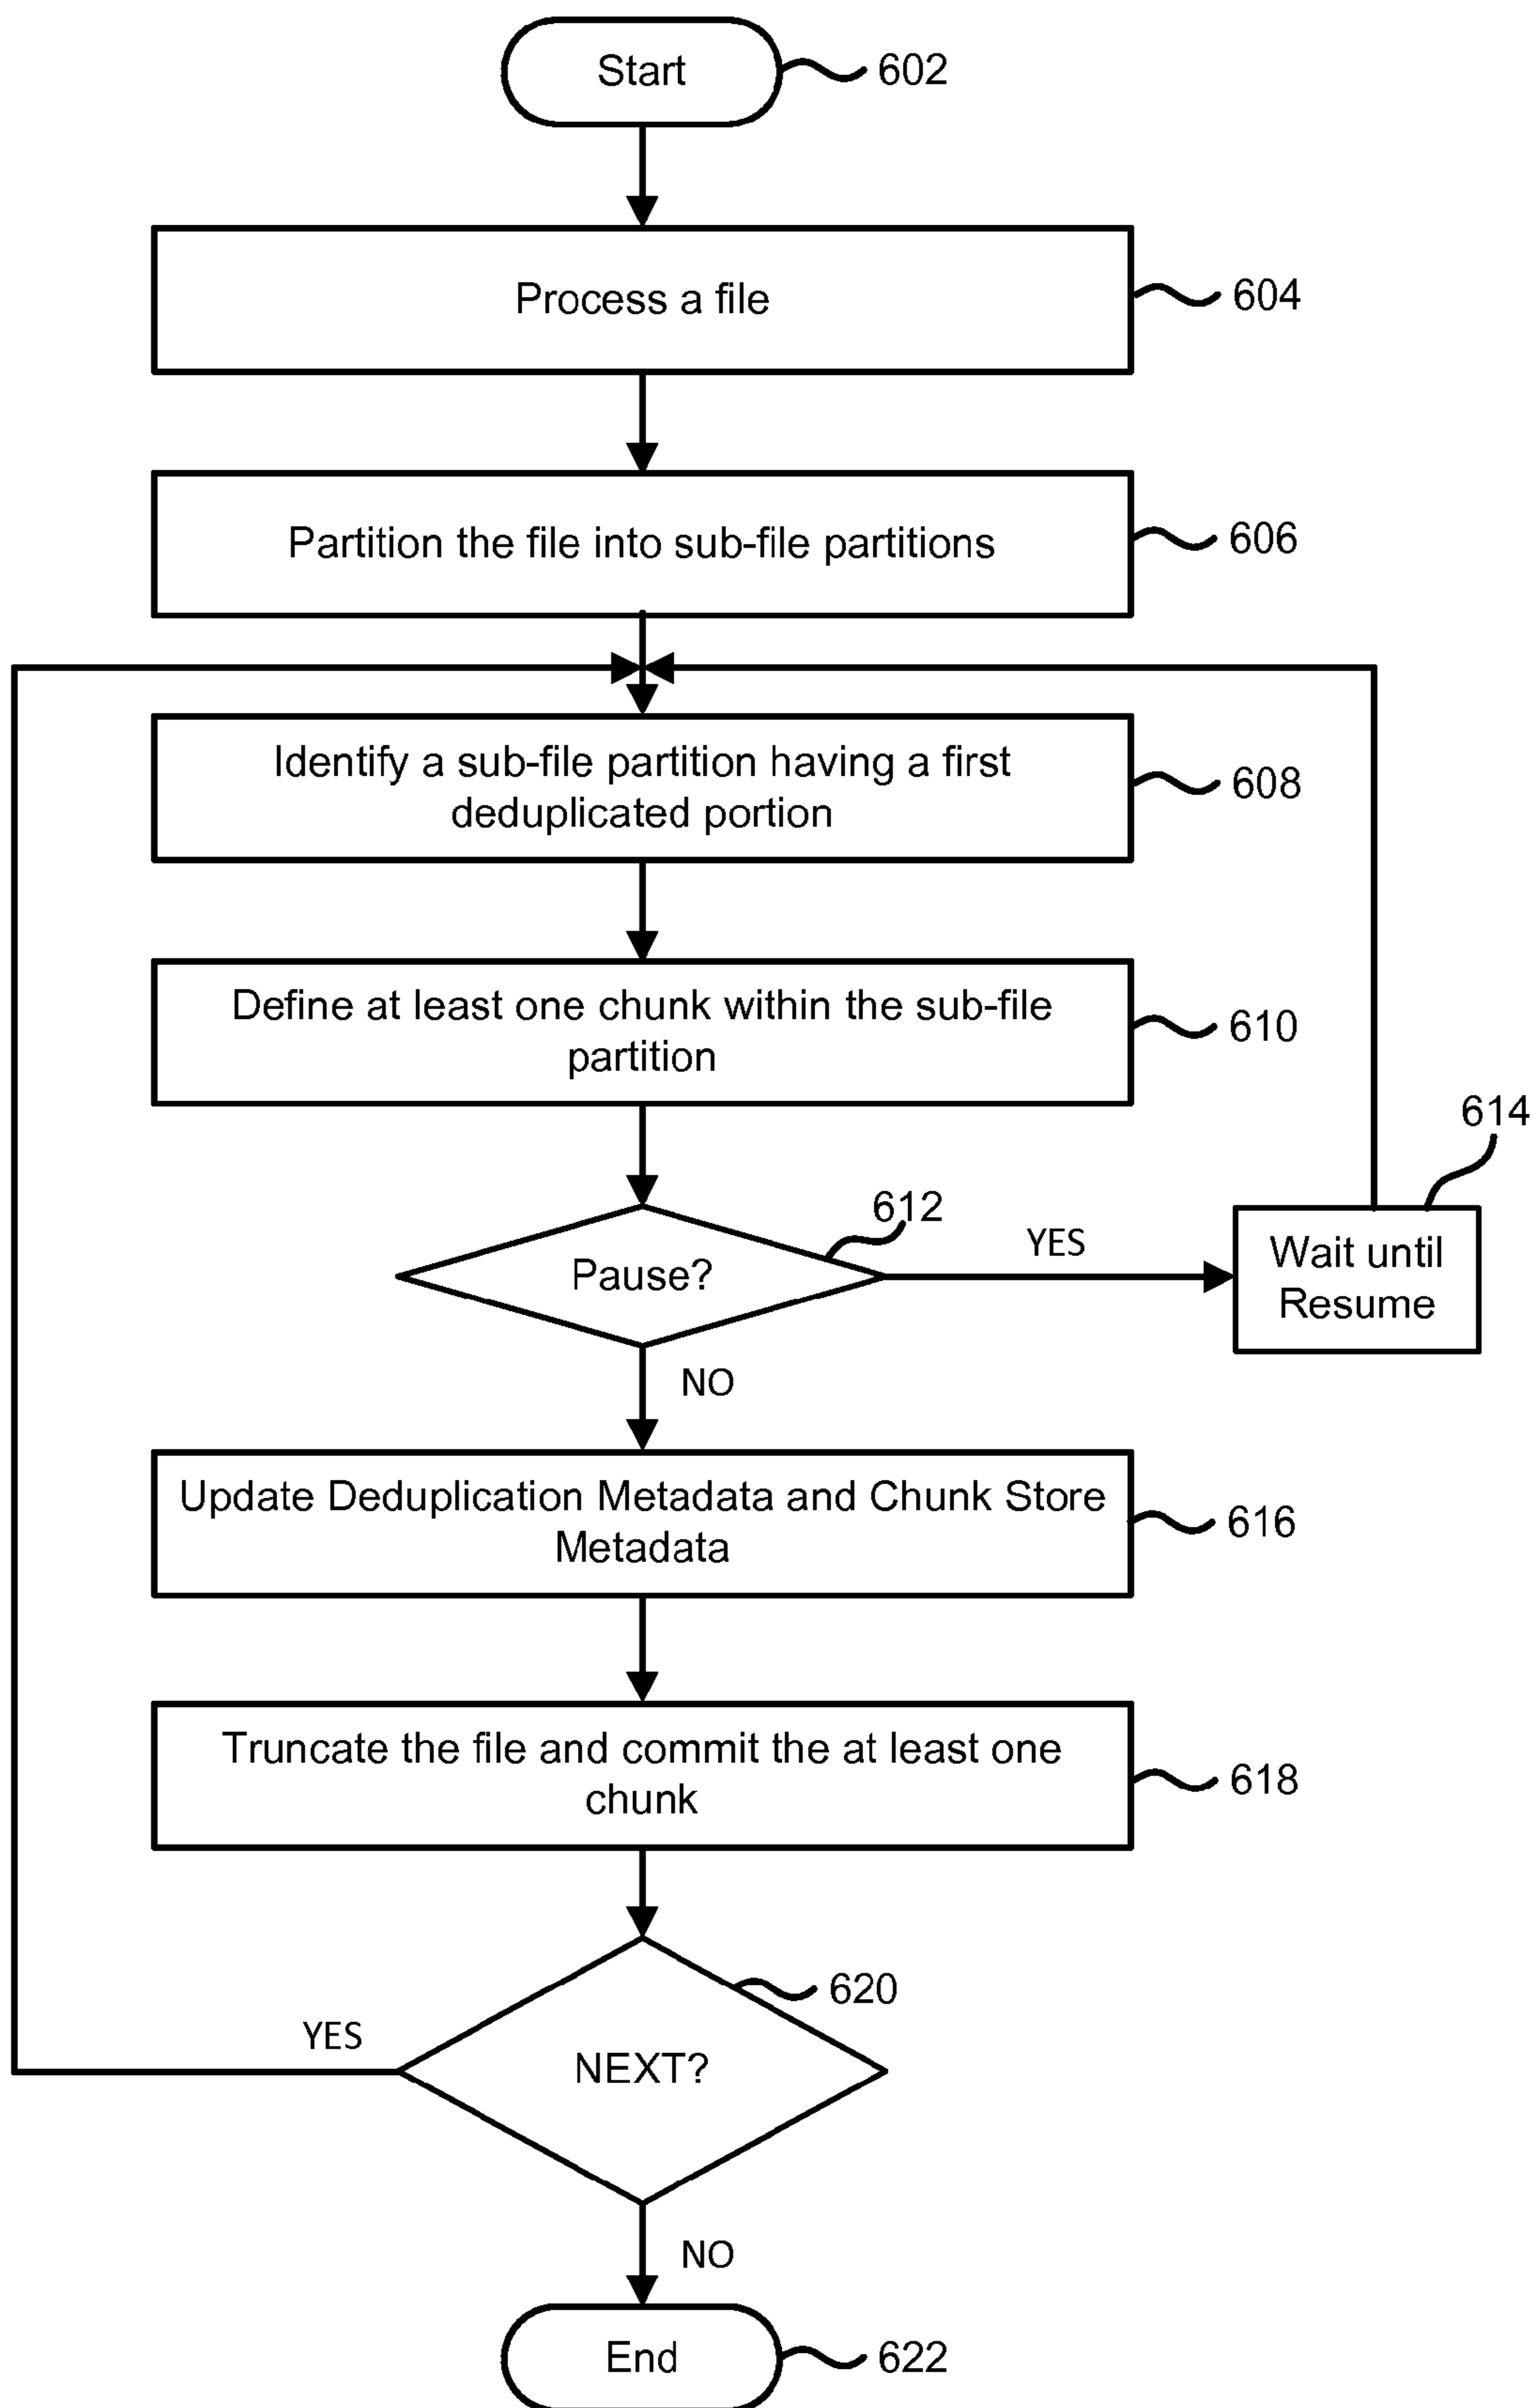 Start
602
Process a file
604
Partition the file into sub-file partitions
606
Identify a sub-file partition having a first
deduplicated portion
608
Define at least one chunk within the sub-file
partition
610
614
612
Pause?
YES
Wait until
Resume
NO
Update Deduplication Metadata and Chunk Store
Metadata
616
Truncate the file and commit the at least one
chunk
618
620
YES
NEXT?
NO
End
622